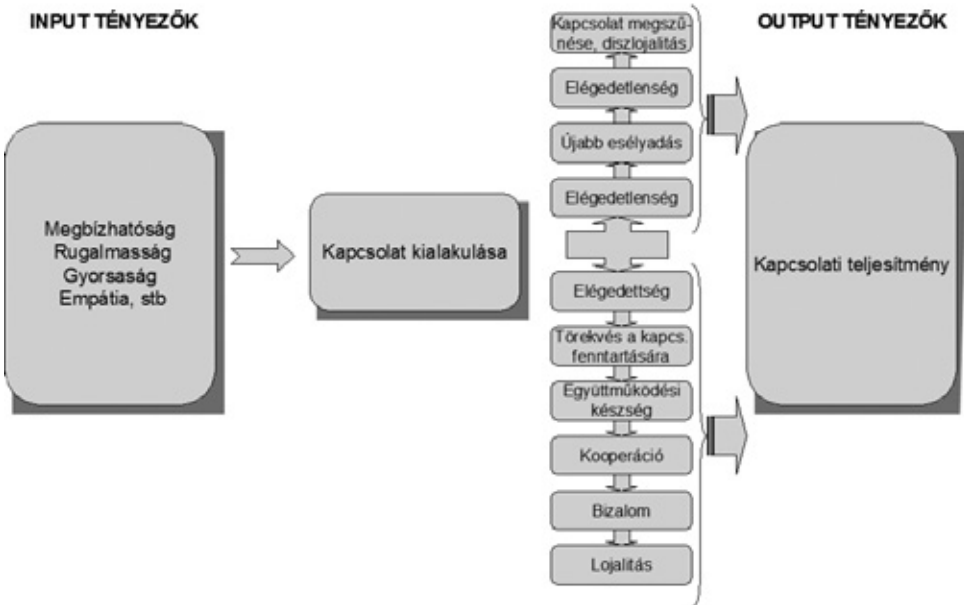 INPUT TÉNYEZŐK
OUTPUT TÉNYEZŐK
Megbízhatóság
Rugalmasság
Gyorsaság
Empátia, stb
Kapcsolat kialakulása
Kapcsolat megszű-
nése, diszlojalitás
Elégedetlenség
Újabb esélyadás
Elégedetlenség
Elégedettség
Törekvés a kapcs.
fenntartására
Együttműködési
készség
Kooperáció
Bizalom
Lojalitás
Kapcsolati teljesítmény